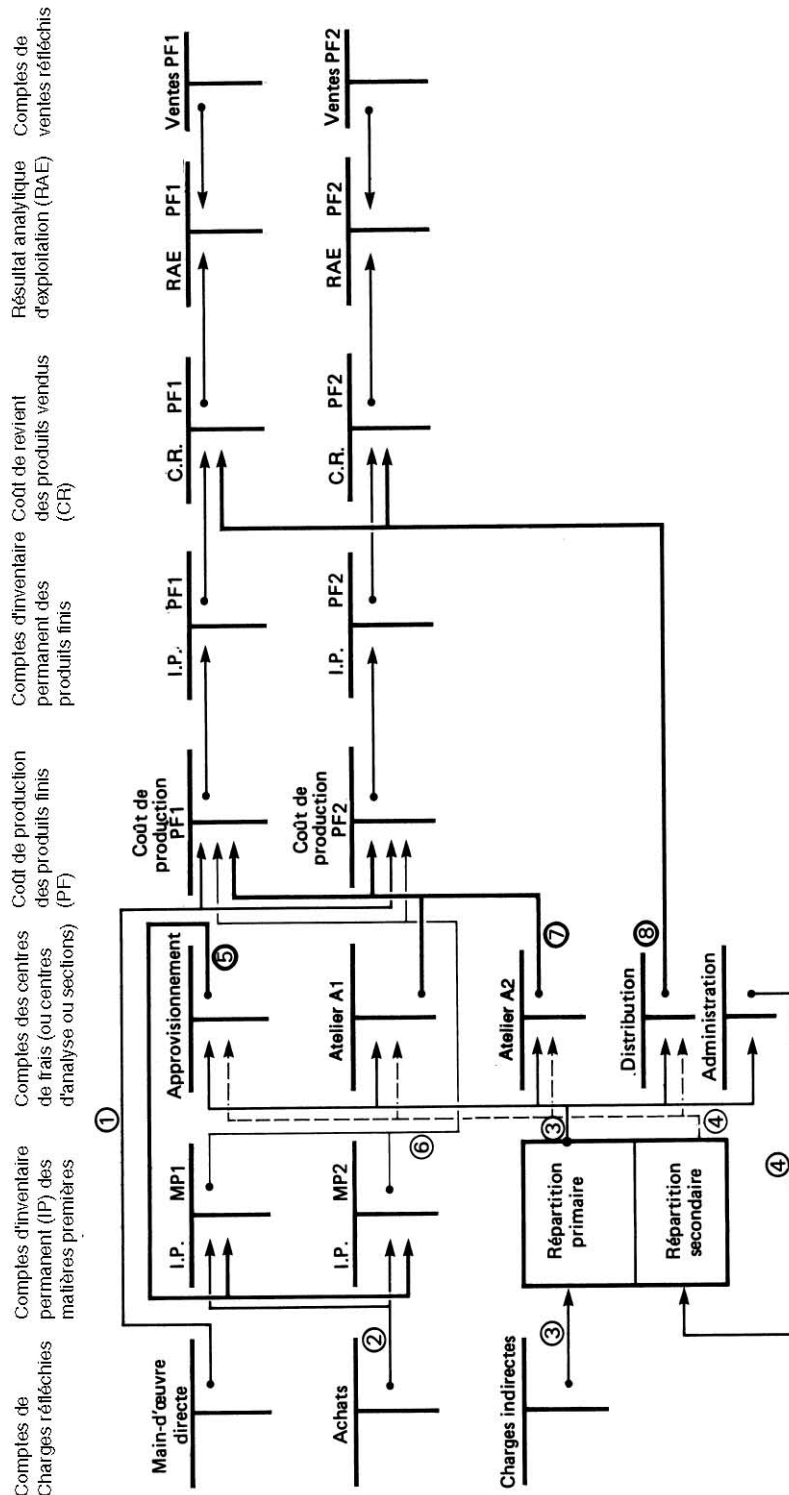 Comptes de
Charges réfléchies
Comptes d'inventaire
permanent (IP) des
matières premières
Comptes des centres
de frais (ou centres
d'analyse ou sections)
Coût de production
des produits finis
(PF)
Comptes d'inventaire
permanent des
produits finis
Coût de revient
des produits vendus
(CR)
Résultat analytique
d'exploitation (RAE)
Comptes de
ventes réfléchis
①
Main-d'œuvre
directe
I.P. MP1
Approvisionnement
⑤
Coût de
production
PF1
I.P. PF1
C.R. PF1
RAE PF1
Ventes PF1
Achats
②
I.P. MP2
⑥
Atelier A1
Coût de
production
PF2
I.P. PF2
C.R. PF2
RAE PF2
Ventes PF2
Charges indirectes
③
Répartition
primaire
③
Atelier A2
⑦
Répartition
secondaire
④
Distribution
⑧
Administration
④